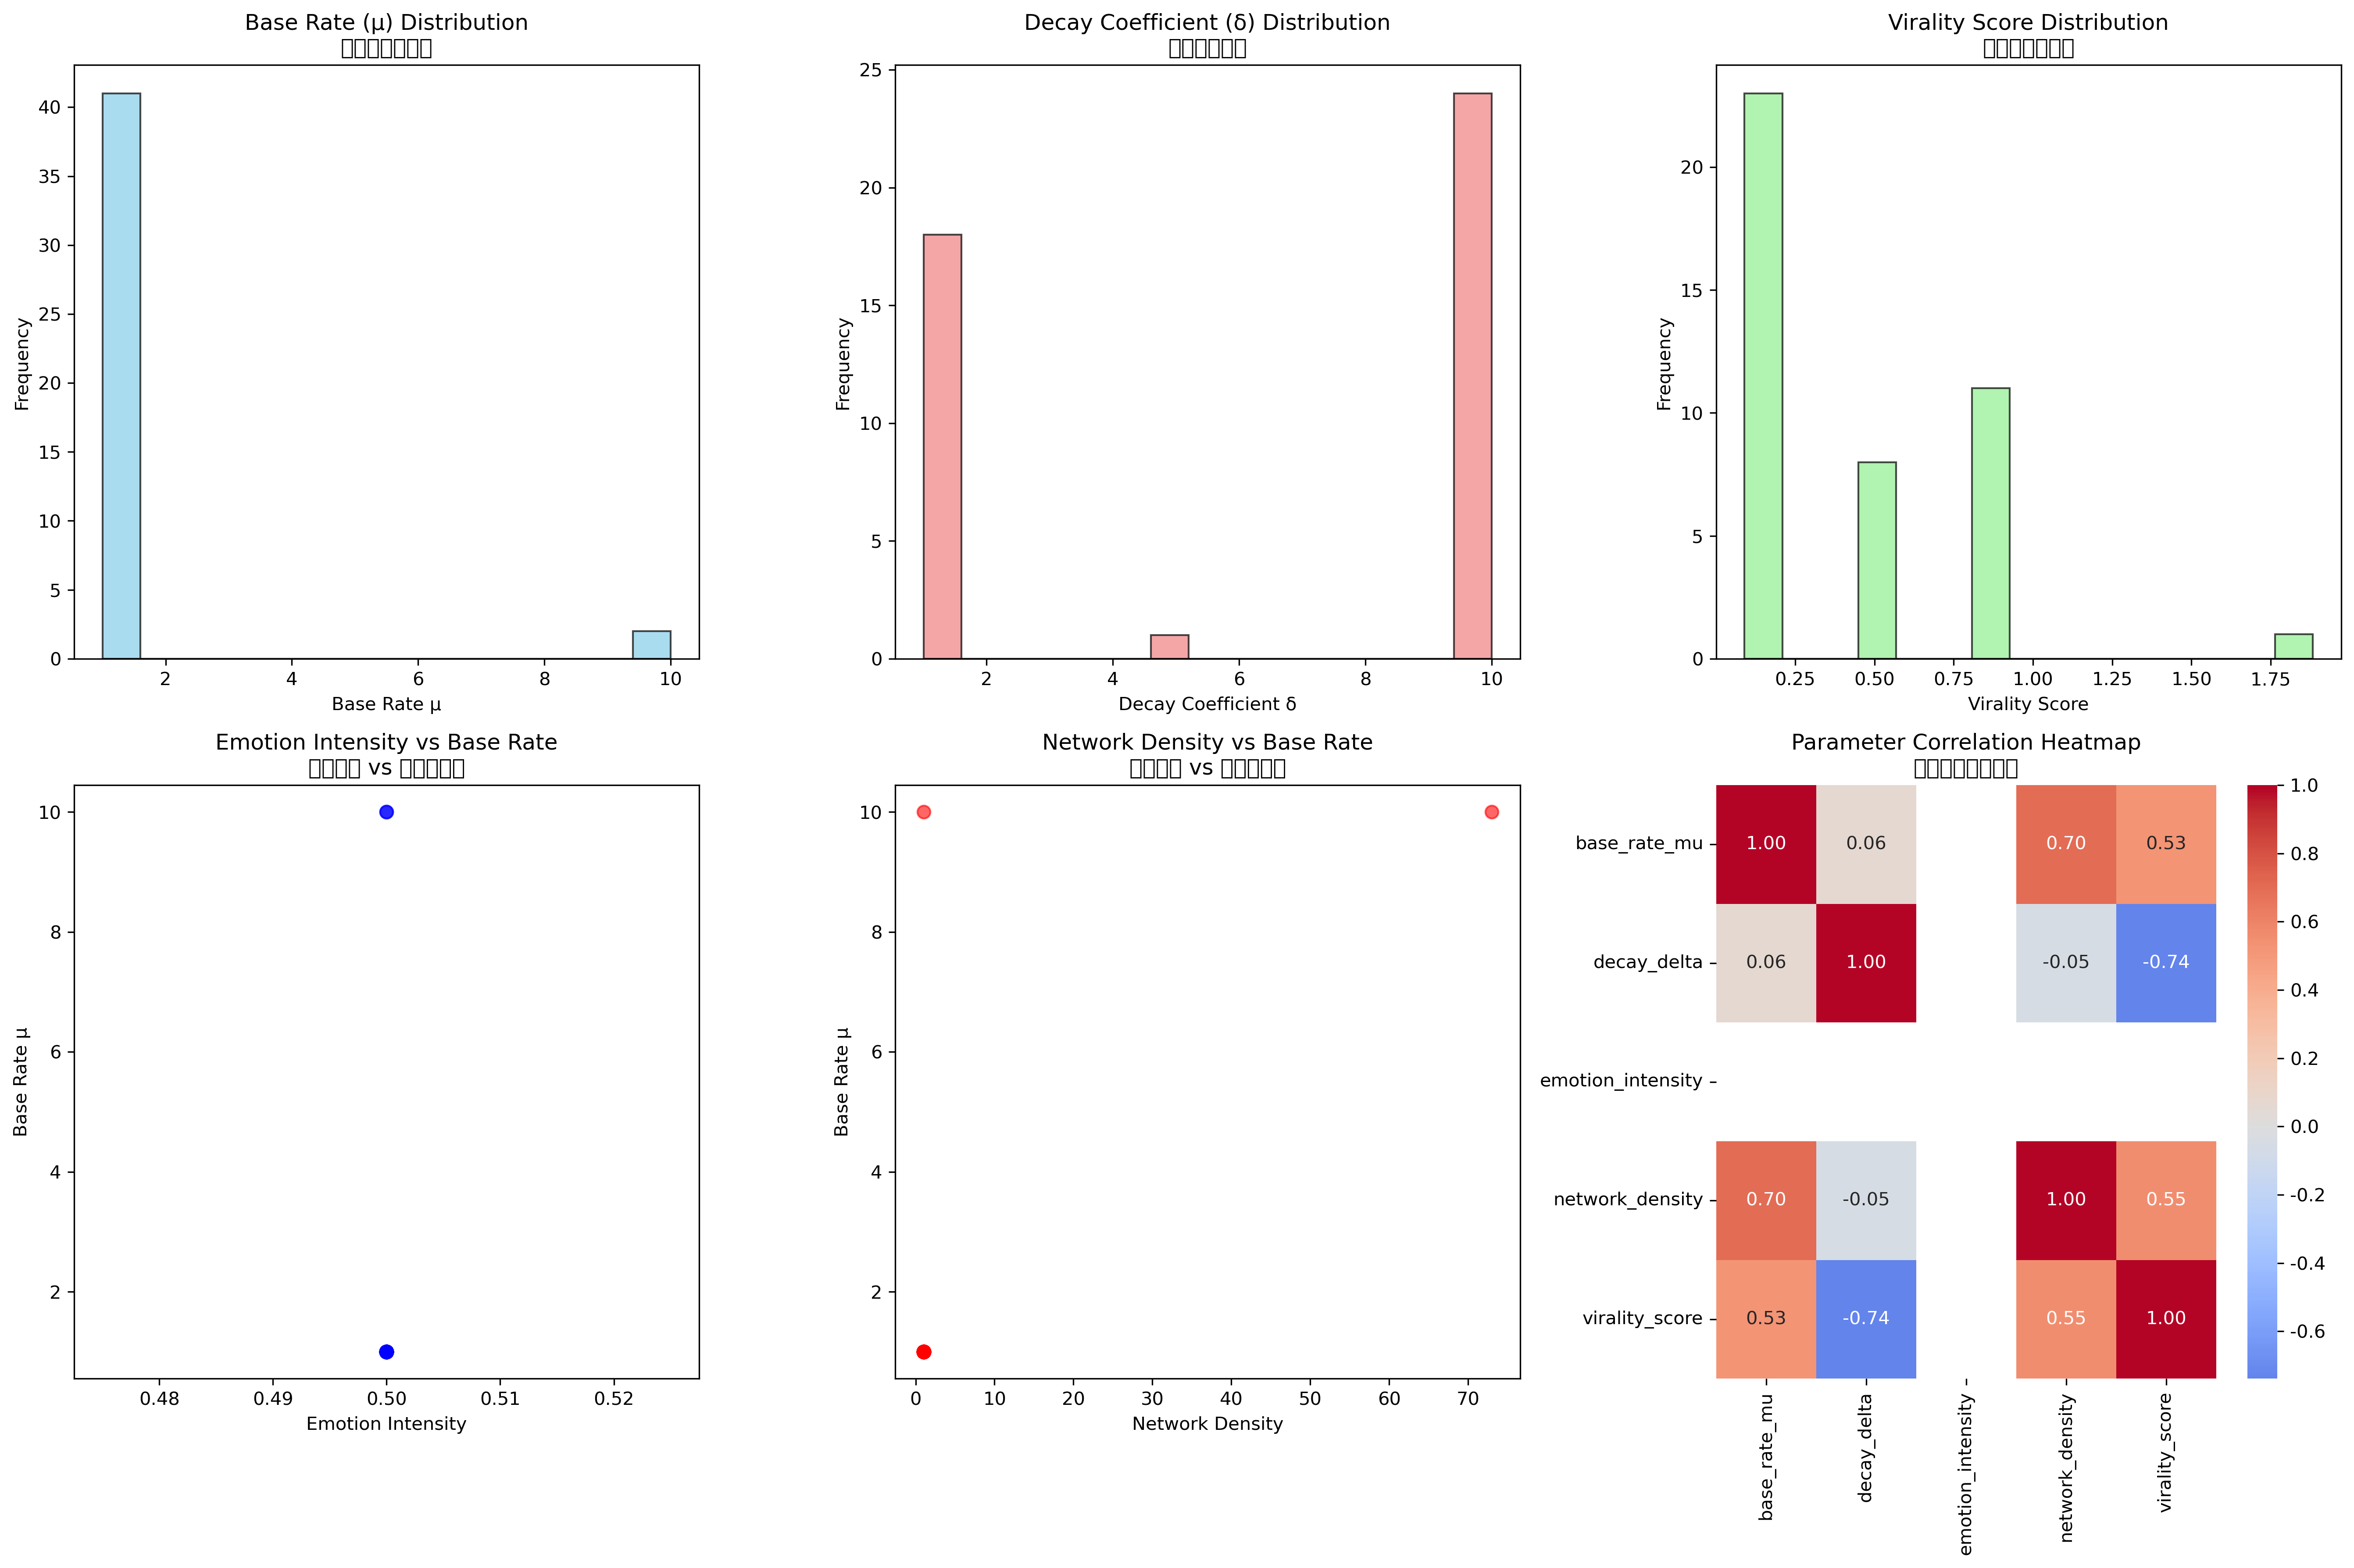 Base Rate (μ) Distribution
40
35
30
25
20
15
10
5
0
Frequency
2 4 6 8 10
Base Rate μ
Decay Coefficient (δ) Distribution
25
20
15
10
5
0
Frequency
2 4 6 8 10
Decay Coefficient δ
Virality Score Distribution
20
15
10
5
0
Frequency
0.25 0.50 0.75 1.00 1.25 1.50 1.75
Virality Score
Emotion Intensity vs Base Rate
vs
10
8
6
4
2
Base Rate μ
0.48 0.49 0.50 0.51 0.52
Emotion Intensity
Network Density vs Base Rate
vs
10
8
6
4
2
Base Rate μ
0 10 20 30 40 50 60 70
Network Density
Parameter Correlation Heatmap
base_rate_mu 1.00 0.06 0.70 0.53
decay_delta 0.06 1.00 -0.05 -0.74
emotion_intensity
network_density 0.70 -0.05 1.00 0.55
virality_score 0.53 -0.74 0.55 1.00
base_rate_mu
decay_delta
emotion_intensity
network_density
virality_score
1.0
0.8
0.6
0.4
0.2
0.0
-0.2
-0.4
-0.6